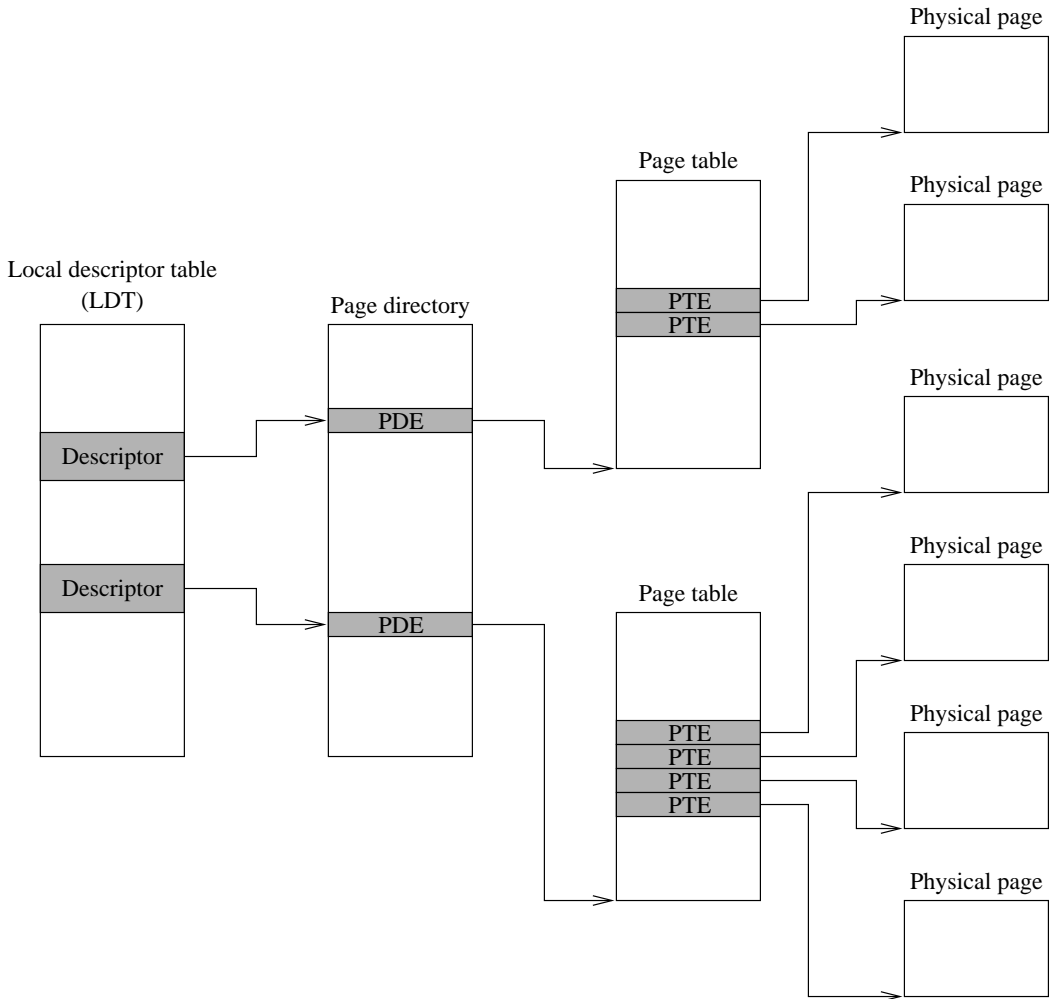 Local descriptor table
(LDT)
Descriptor
Descriptor
Page directory
PDE
PDE
Page table
PTE
PTE
Page table
PTE
PTE
PTE
PTE
Physical page
Physical page
Physical page
Physical page
Physical page
Physical page